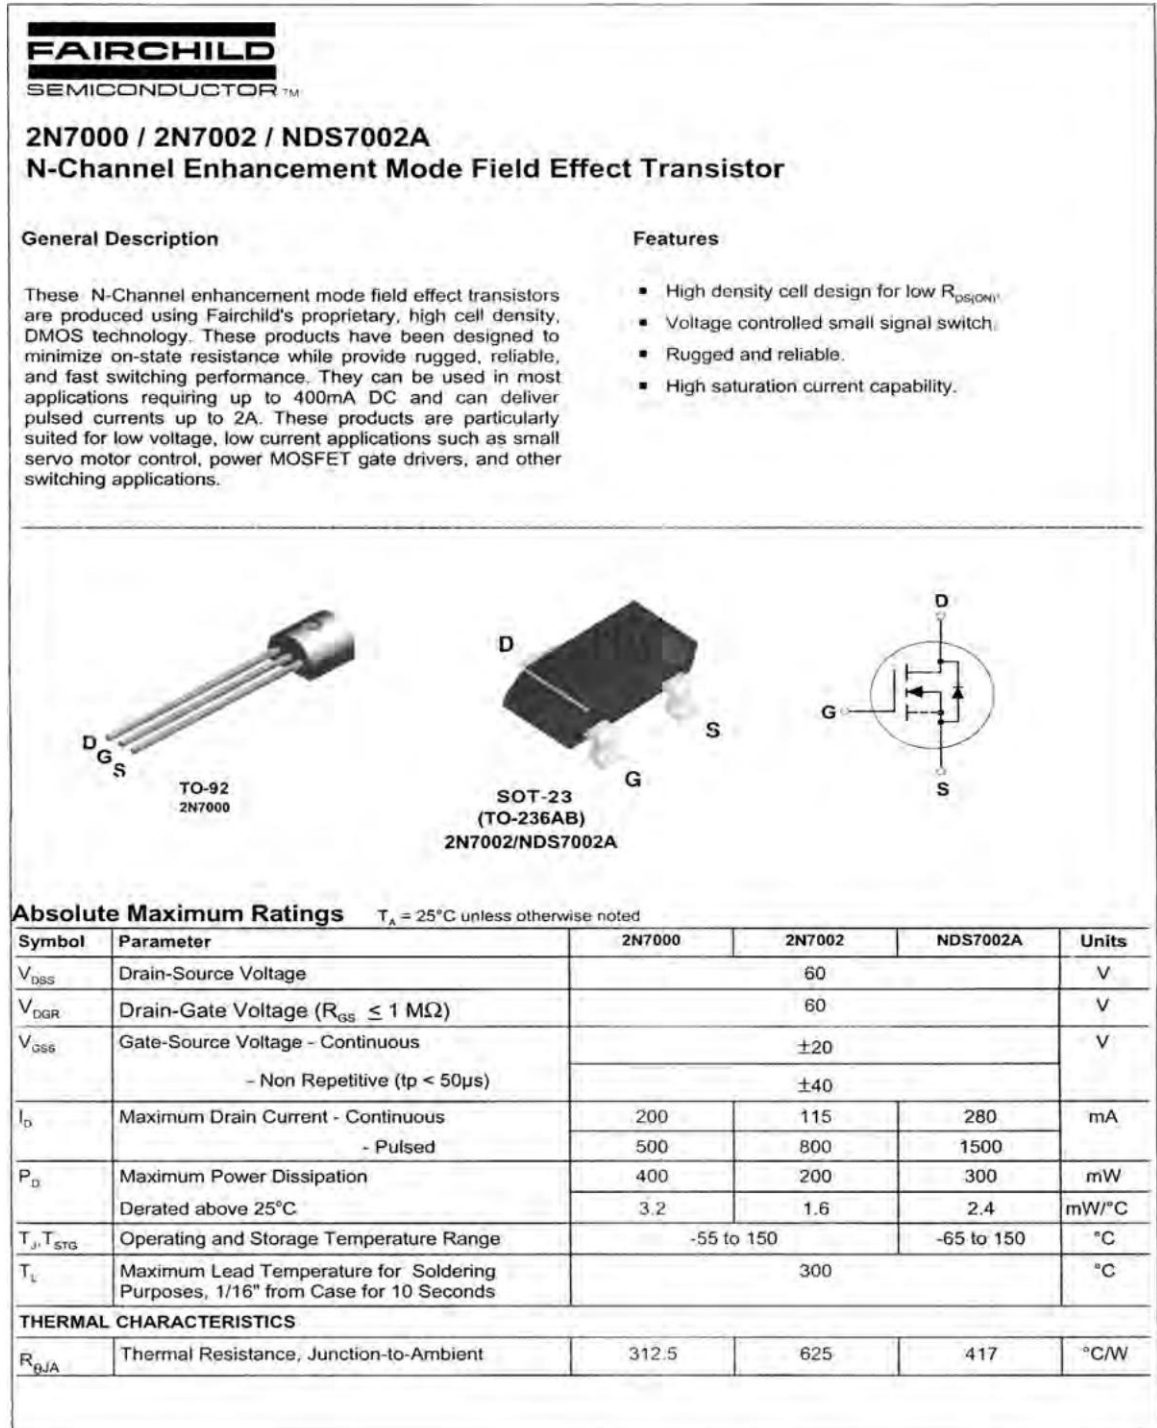 FAIRCHILD
SEMICONDUCTOR™
2N7000 / 2N7002 / NDS7002A
N-Channel Enhancement Mode Field Effect Transistor
General Description
These N-Channel enhancement mode field effect transistors
are produced using Fairchild's proprietary, high cell density,
DMOS technology. These products have been designed to
minimize on-state resistance while provide rugged, reliable,
and fast switching performance. They can be used in most
applications requiring up to 400mA DC and can deliver
pulsed currents up to 2A. These products are particularly
suited for low voltage, low current applications such as small
servo motor control, power MOSFET gate drivers, and other
switching applications.
Features
▪ High density cell design for low RDS(ON).
▪ Voltage controlled small signal switch.
▪ Rugged and reliable.
▪ High saturation current capability.
D
G
S
TO-92
2N7000
D
S
G
SOT-23
(TO-236AB)
2N7002/NDS7002A
D
G
S
Absolute Maximum Ratings TA = 25°C unless otherwise noted
Symbol Parameter 2N7000 2N7002 NDS7002A Units
VDSS Drain-Source Voltage 60 V
VDGR Drain-Gate Voltage (RGS ≤ 1 MΩ) 60 V
VGSS Gate-Source Voltage - Continuous ±20 V
- Non Repetitive (tp < 50µs) ±40
ID Maximum Drain Current - Continuous 200 115 280 mA
- Pulsed 500 800 1500
PD Maximum Power Dissipation 400 200 300 mW
Derated above 25°C 3.2 1.6 2.4 mW/°C
TJ,TSTG Operating and Storage Temperature Range -55 to 150 -65 to 150 °C
TL Maximum Lead Temperature for Soldering 300 °C
Purposes, 1/16" from Case for 10 Seconds
THERMAL CHARACTERISTICS
RθJA Thermal Resistance, Junction-to-Ambient 312.5 625 417 °C/W